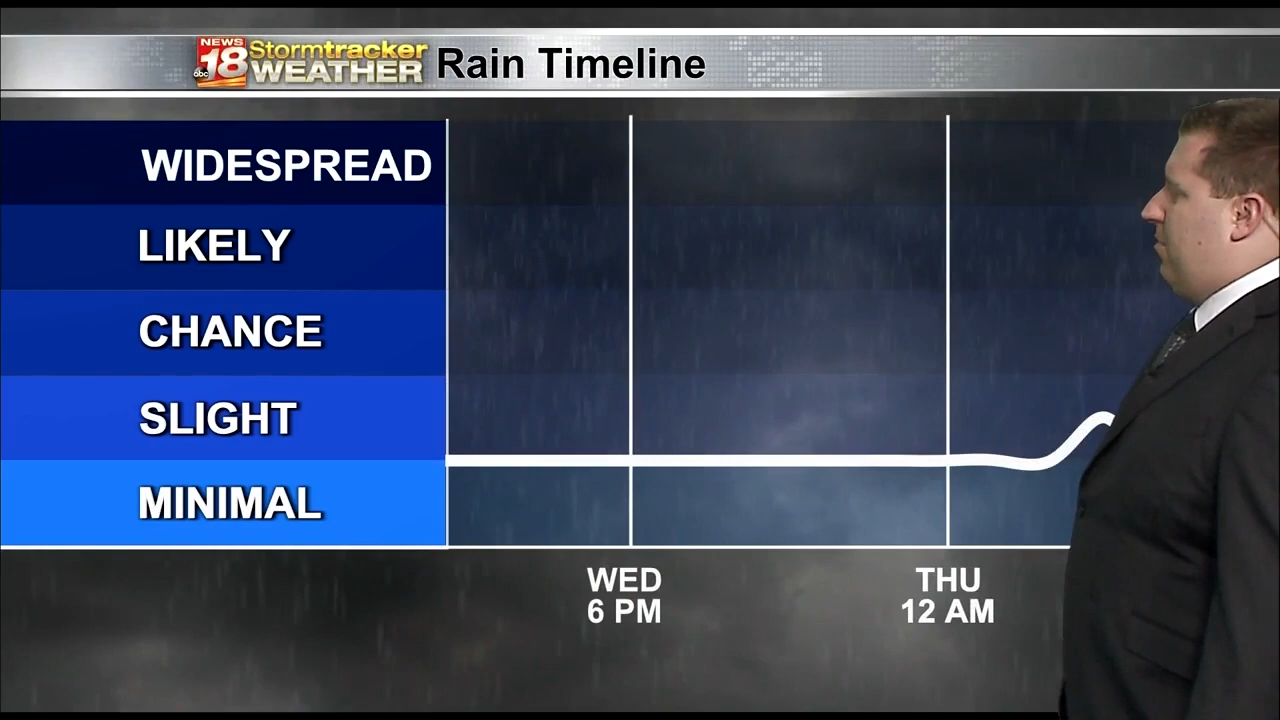 NEWS
abc 18
Stormtracker
WEATHER
Rain Timeline
WIDESPREAD
LIKELY
CHANCE
SLIGHT
MINIMAL
WED
6 PM
THU
12 AM